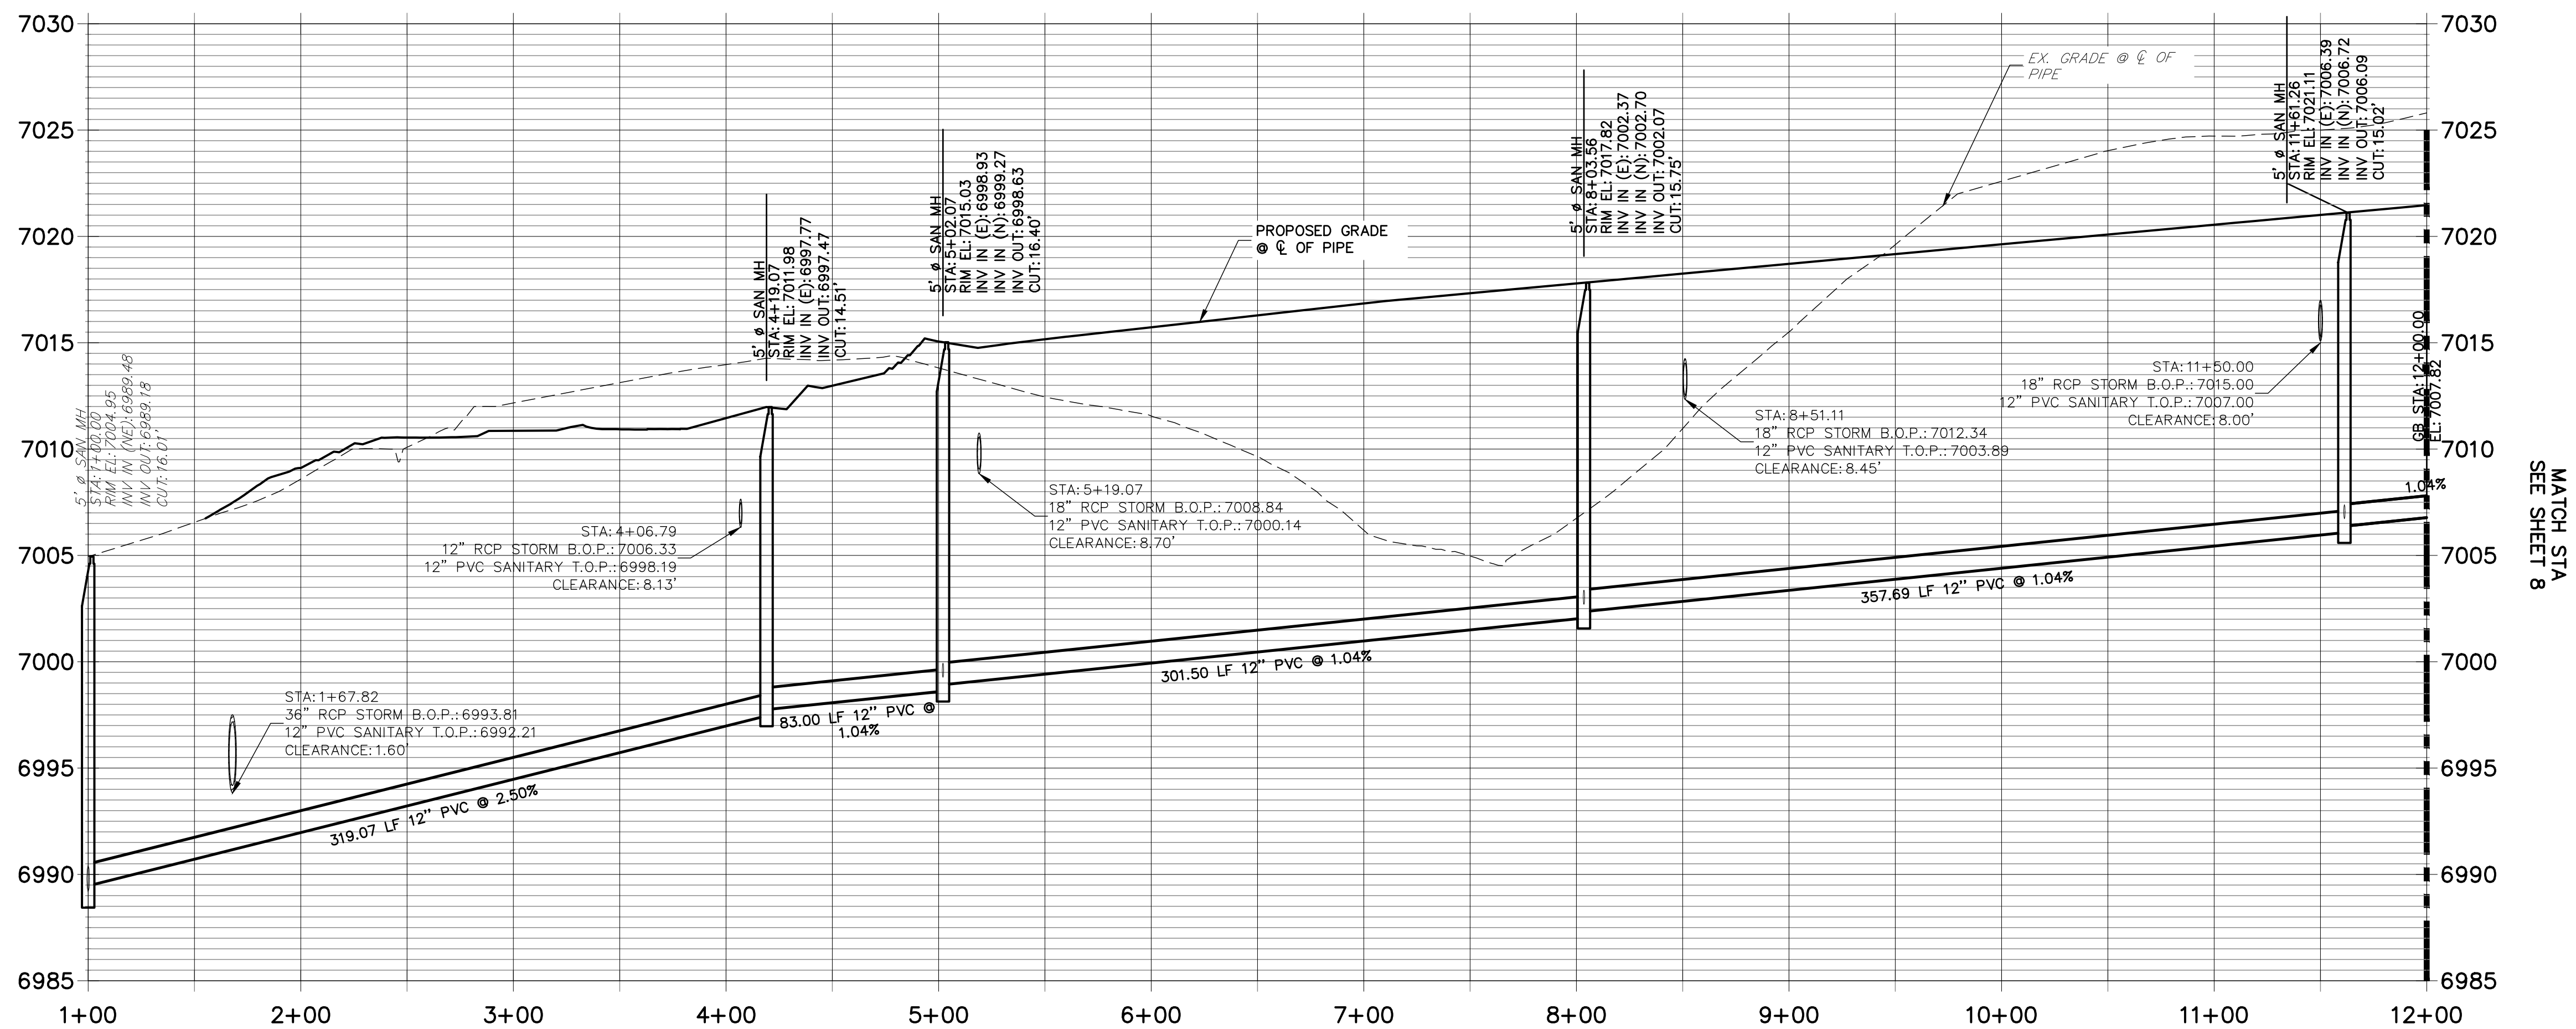 7030
7025
7020
7015
7010
7005
7000
6995
6990
6985
5' ø SAN MH
STA: 1+00.00
RIM EL: 7004.95
INV IN (NE): 6989.48
INV OUT: 6989.18
CUT: 16.01'
STA: 1+67.82
36" RCP STORM B.O.P.: 6993.81
12" PVC SANITARY T.O.P.: 6992.21
CLEARANCE: 1.60'
319.07 LF 12" PVC @ 2.50%
STA: 4+06.79
12" RCP STORM B.O.P.: 7006.33
12" PVC SANITARY T.O.P.: 6998.19
CLEARANCE: 8.13'
5' ø SAN MH
STA: 4+19.07
RIM EL: 7011.98
INV IN (E): 6997.77
INV OUT: 6997.47
CUT: 14.51'
83.00 LF 12" PVC @
1.04%
5' ø SAN MH
STA: 5+02.07
RIM EL: 7015.03
INV IN (E): 6998.93
INV IN (N): 6999.27
INV OUT: 6998.63
CUT: 16.40'
STA: 5+19.07
18" RCP STORM B.O.P.: 7008.84
12" PVC SANITARY T.O.P.: 7000.14
CLEARANCE: 8.70'
PROPOSED GRADE
@ ℄ OF PIPE
301.50 LF 12" PVC @ 1.04%
5' ø SAN MH
STA: 8+03.56
RIM EL: 7017.82
INV IN (E): 7002.37
INV IN (N): 7002.70
INV OUT: 7002.07
CUT: 15.75'
STA: 8+51.11
18" RCP STORM B.O.P.: 7012.34
12" PVC SANITARY T.O.P.: 7003.89
CLEARANCE: 8.45'
EX. GRADE @ ℄ OF
PIPE
357.69 LF 12" PVC @ 1.04%
STA: 11+50.00
18" RCP STORM B.O.P.: 7015.00
12" PVC SANITARY T.O.P.: 7007.00
CLEARANCE: 8.00'
5' ø SAN MH
STA: 11+61.26
RIM EL: 7021.11
INV IN (E): 7006.39
INV IN (N): 7006.72
INV OUT: 7006.09
CUT: 15.02'
GB STA: 12+00.00
EL: 7007.82
1.04%
7030
7025
7020
7015
7010
7005
7000
6995
6990
6985
MATCH STA
SEE SHEET 8
1+00 2+00 3+00 4+00 5+00 6+00 7+00 8+00 9+00 10+00 11+00 12+00